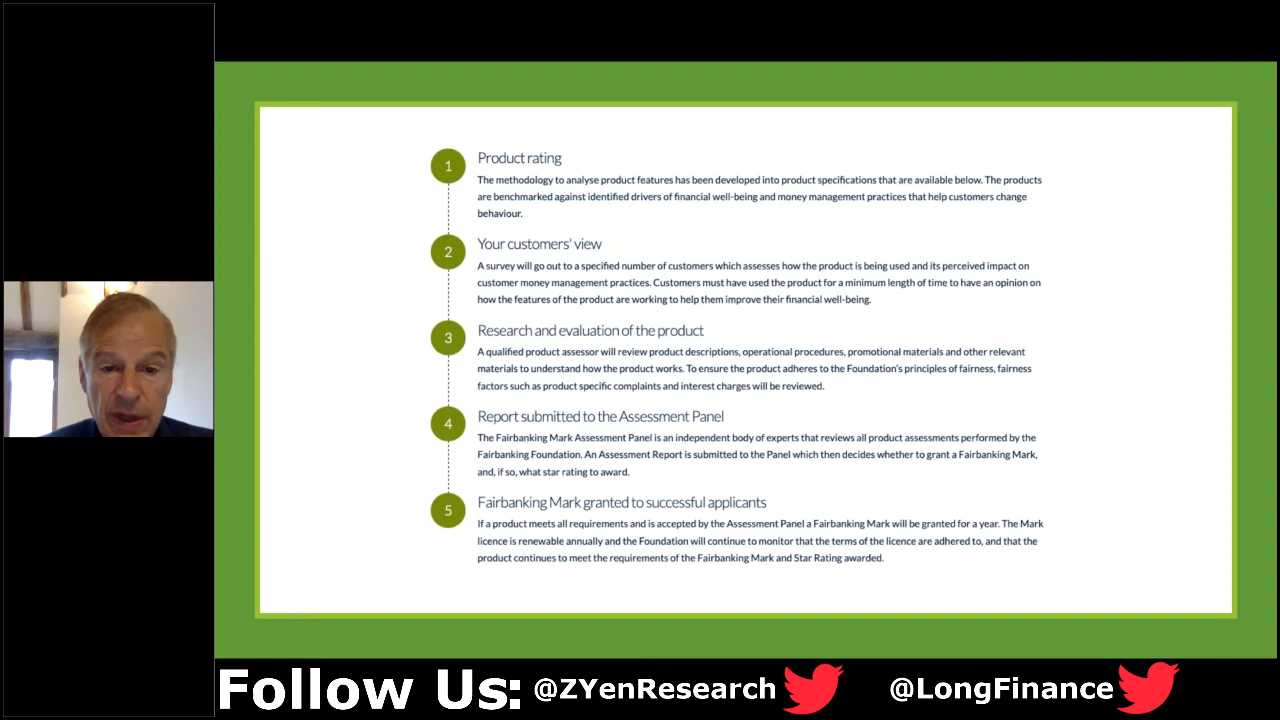 1
Product rating
The methodology to analyse product features has been developed into product specifications that are available below. The products
are benchmarked against identified drivers of financial well-being and money management practices that help customers change
behaviour.
2
Your customers' view
A survey will go out to a specified number of customers which assesses how the product is being used and its perceived impact on
customer money management practices. Customers must have used the product for a minimum length of time to have an opinion on
how the features of the product are working to help them improve their financial well-being.
3
Research and evaluation of the product
A qualified product assessor will review product descriptions, operational procedures, promotional materials and other relevant
materials to understand how the product works. To ensure the product adheres to the Foundation's principles of fairness, fairness
factors such as product specific complaints and interest charges will be reviewed.
4
Report submitted to the Assessment Panel
The Fairbanking Mark Assessment Panel is an independent body of experts that reviews all product assessments performed by the
Fairbanking Foundation. An Assessment Report is submitted to the Panel which then decides whether to grant a Fairbanking Mark,
and, if so, what star rating to award.
5
Fairbanking Mark granted to successful applicants
If a product meets all requirements and is accepted by the Assessment Panel a Fairbanking Mark will be granted for a year. The Mark
licence is renewable annually and the Foundation will continue to monitor that the terms of the licence are adhered to, and that the
product continues to meet the requirements of the Fairbanking Mark and Star Rating awarded.
Follow Us: @ZYenResearch @LongFinance